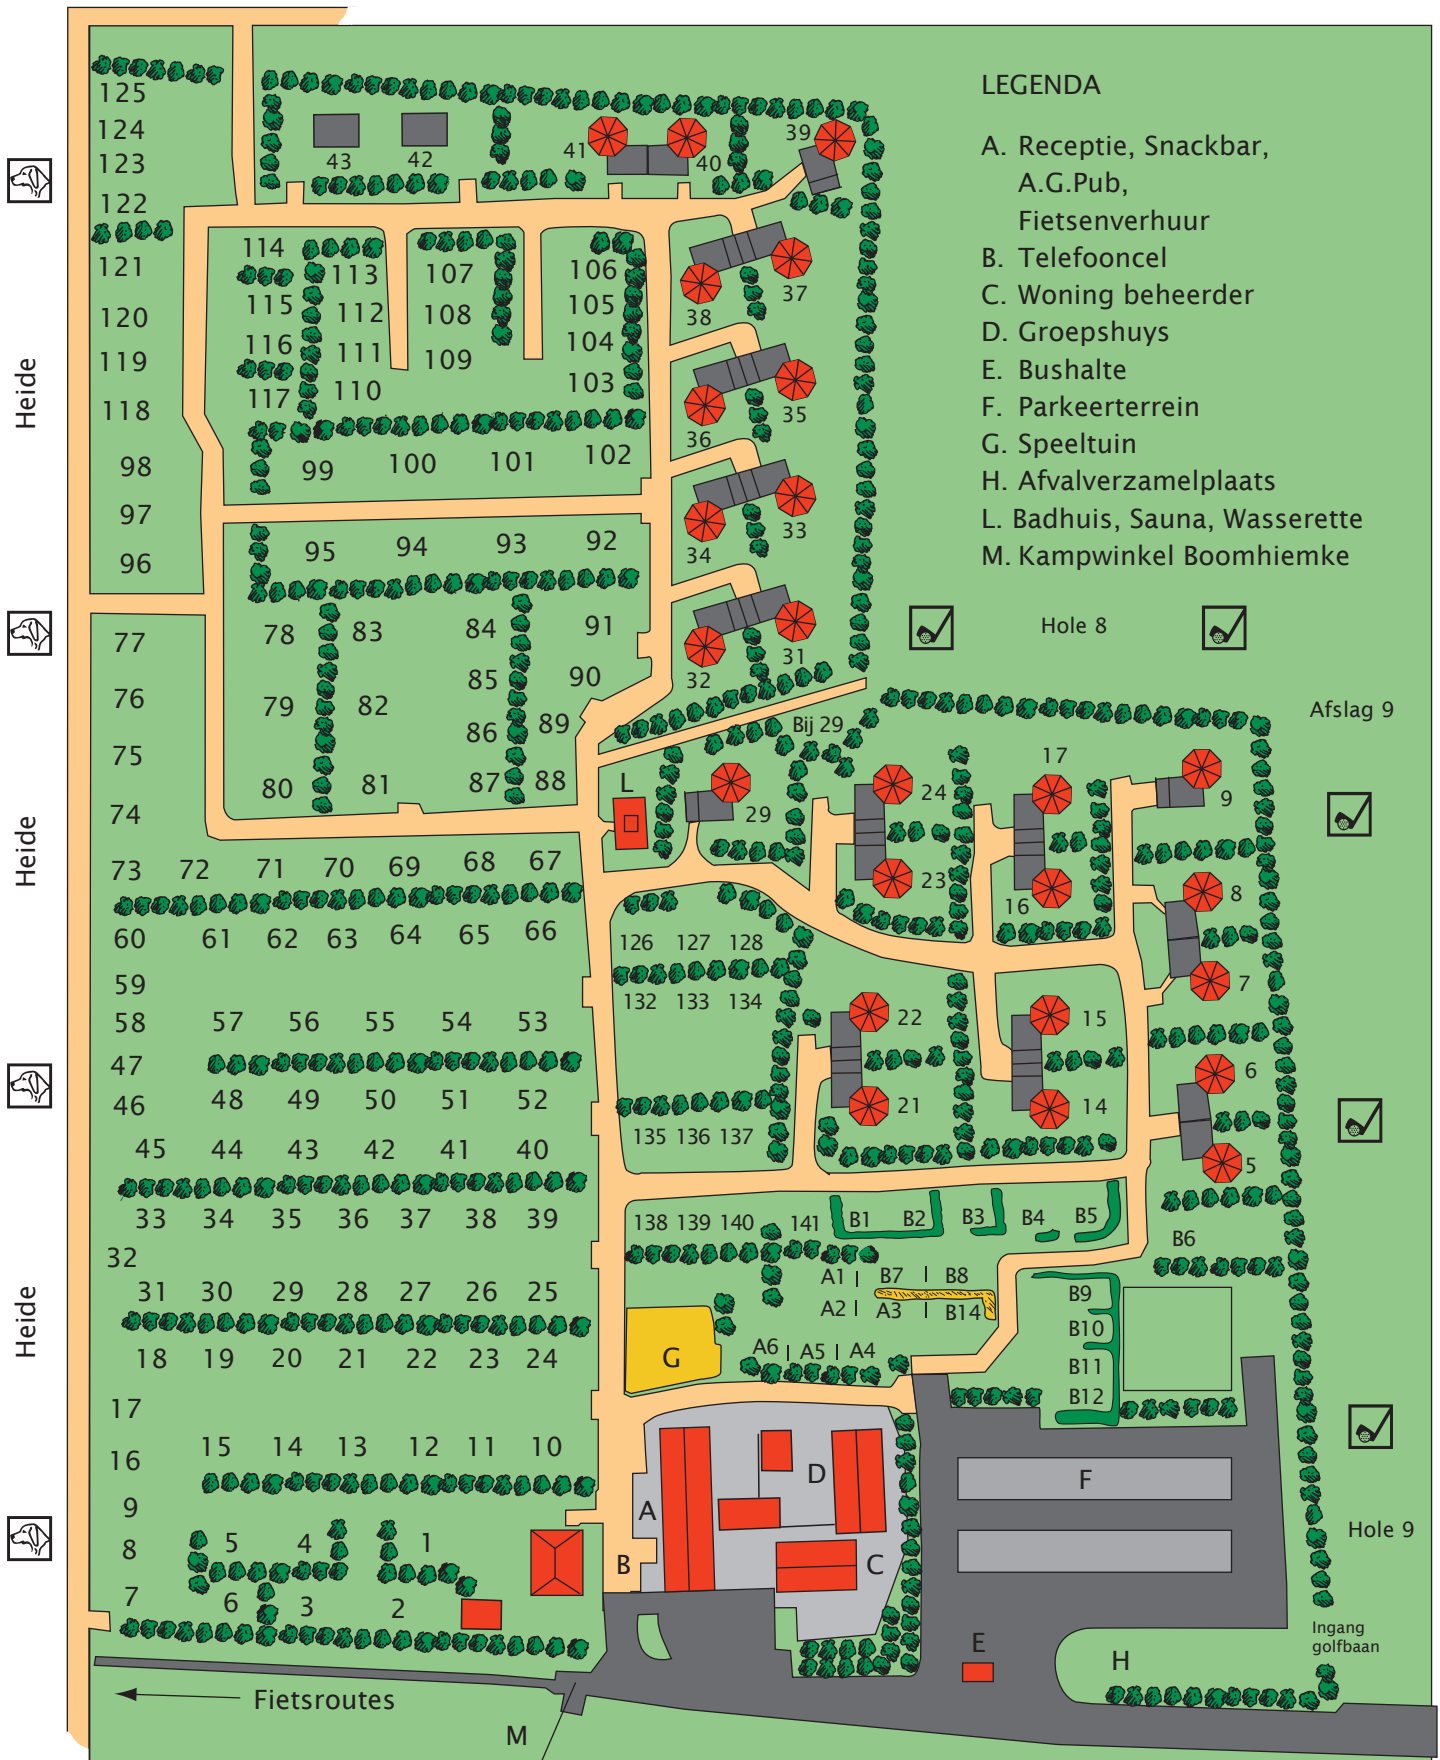 LEGENDA
A. Receptie, Snackbar,
A.G.Pub,
Fietsenverhuur
B. Telefooncel
C. Woning beheerder
D. Groepshuys
E. Bushalte
F. Parkeerterrein
G. Speeltuin
H. Afvalverzamelplaats
L. Badhuis, Sauna, Wasserette
M. Kampwinkel Boomhiemke
125
124
123
122
43
42
41
40
39
121
114
113
107
106
37
120
115
112
108
105
38
119
116
111
109
104
118
117
110
103
35
36
98
99
100
101
102
97
33
34
96
95
94
93
92
Heide
77
78
83
84
91
31
32
Hole 8
76
79
82
85
90
86
89
Bij 29
Afslag 9
75
80
81
87
88
L
29
24
17
9
74
Heide
73
72
71
70
69
68
67
23
16
8
60
61
62
63
64
65
66
126
127
128
59
132
133
134
7
58
57
56
55
54
53
22
15
47
6
46
48
49
50
51
52
21
14
45
44
43
42
41
40
135 136 137
5
33
34
35
36
37
38
39
138 139 140
141
B1
B2
B3
B4
B5
32
B6
31
30
29
28
27
26
25
A1
B7
B8
B9
A2
A3
B14
B10
Heide
18
19
20
21
22
23
24
G
A6
A5
A4
B11
B12
17
16
15
14
13
12
11
10
D
F
9
A
8
5
4
1
B
C
Hole 9
7
6
3
2
E
H
Ingang
golfbaan
Fietsroutes
M